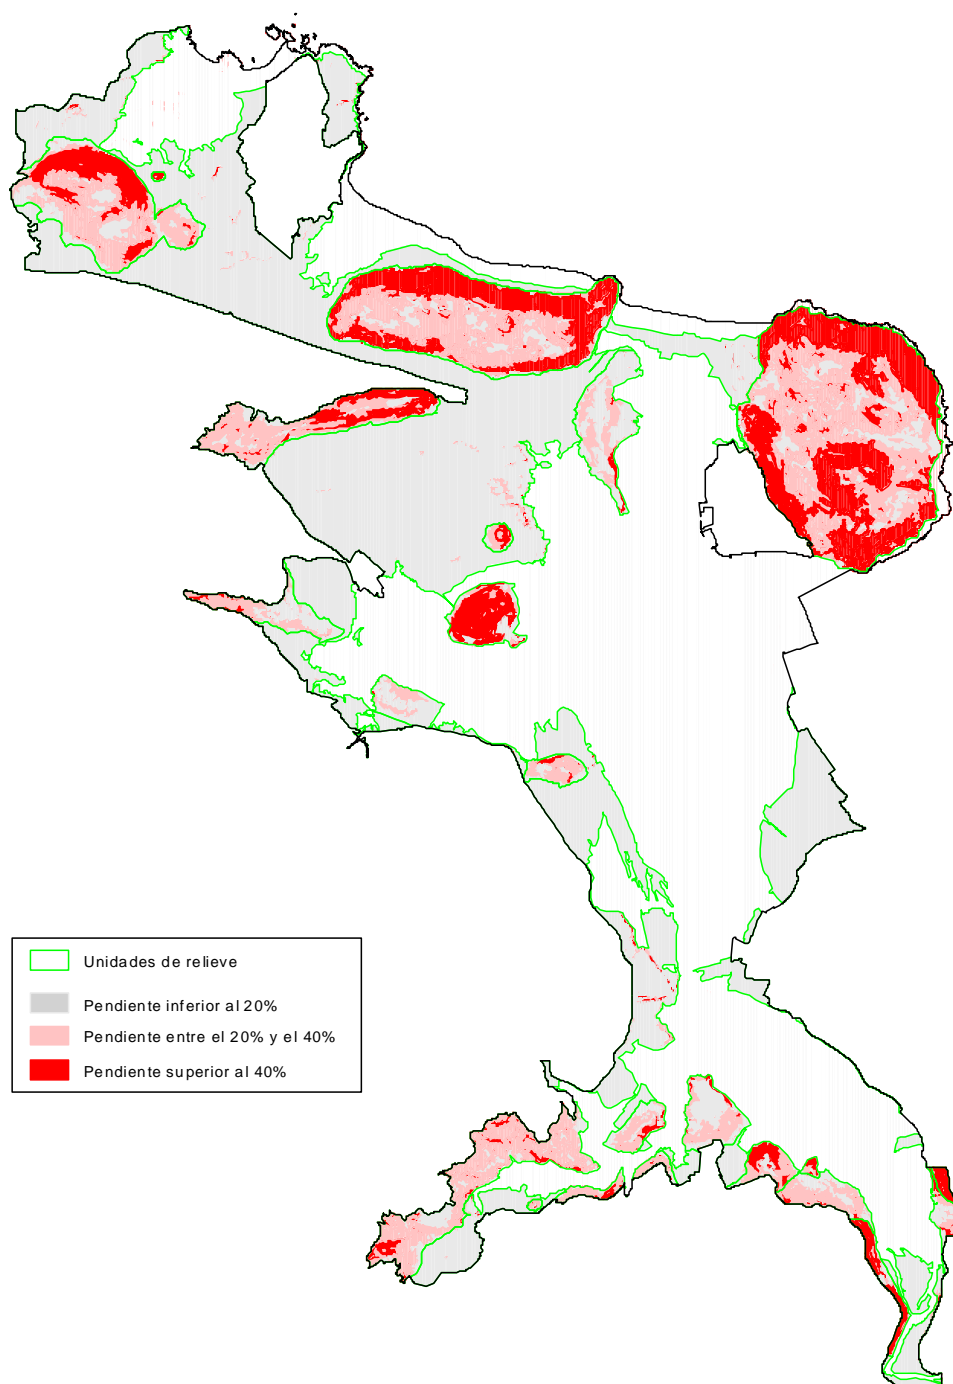 Unidades de relieve
Pendiente inferior al 20%
Pendiente entre el 20% y el 40%
Pendiente superior al 40%